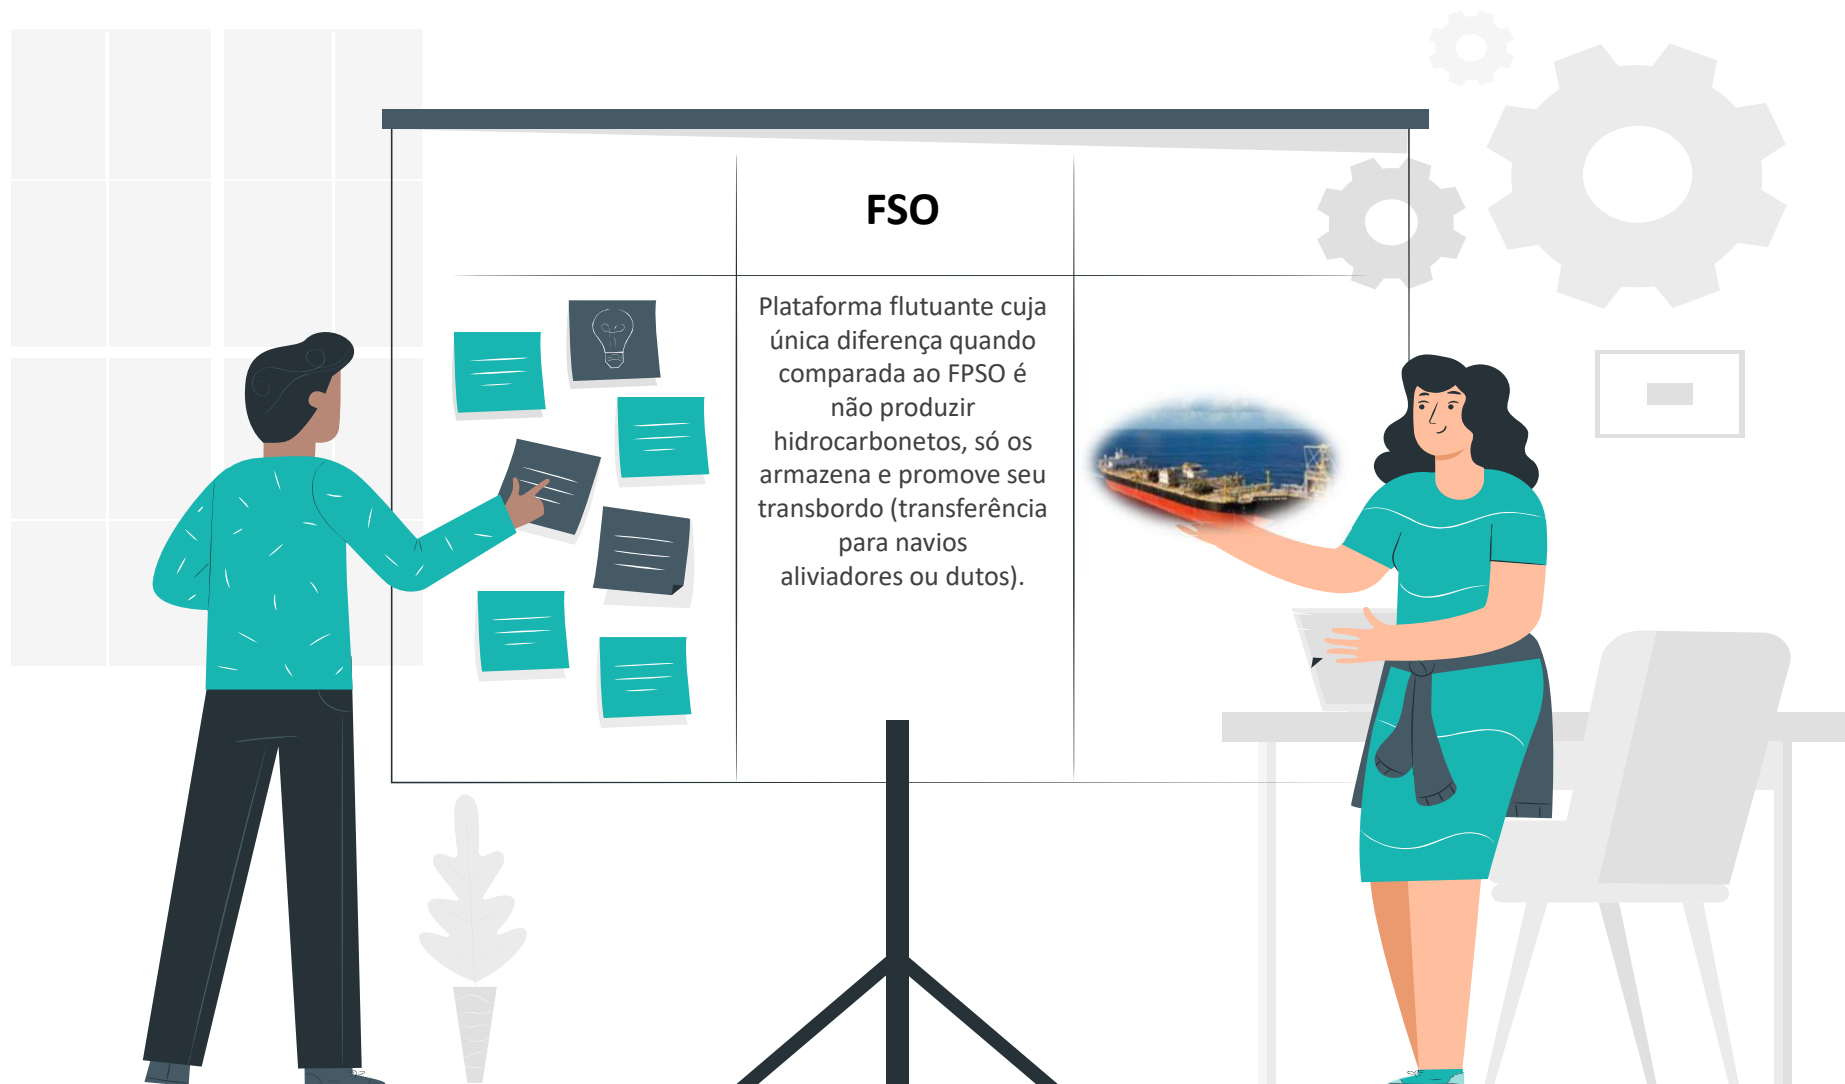 FSO
Plataforma flutuante cuja
única diferença quando
comparada ao FPSO é
não produzir
hidrocarbonetos, só os
armazena e promove seu
transbordo (transferência
para navios
aliviadores ou dutos).